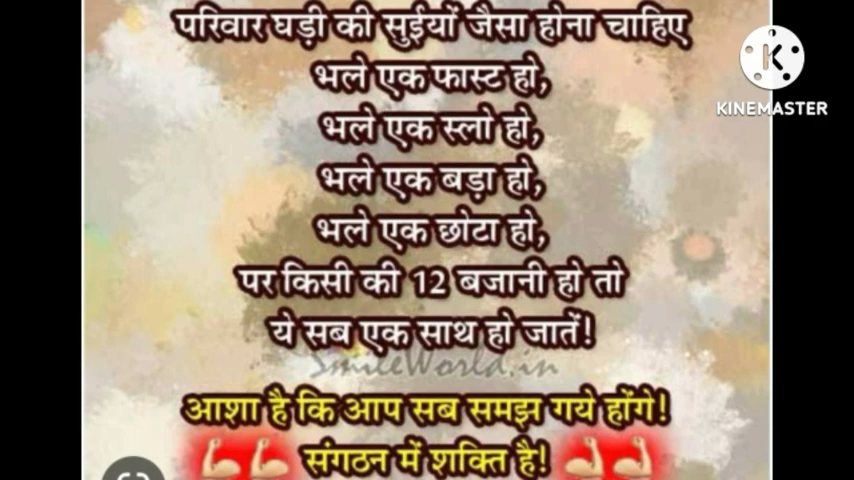 परिवार घड़ी की सुईयों जैसा होना चाहिए
भले एक फास्ट हो,
भले एक स्लो हो,
भले एक बड़ा हो,
भले एक छोटा हो,
पर किसी की 12 बजानी हो तो
ये सब एक साथ हो जातें!
SmileWorld.in
आशा है कि आप सब समझ गये होंगे!
संगठन में शक्ति है!
K
KINEMASTER